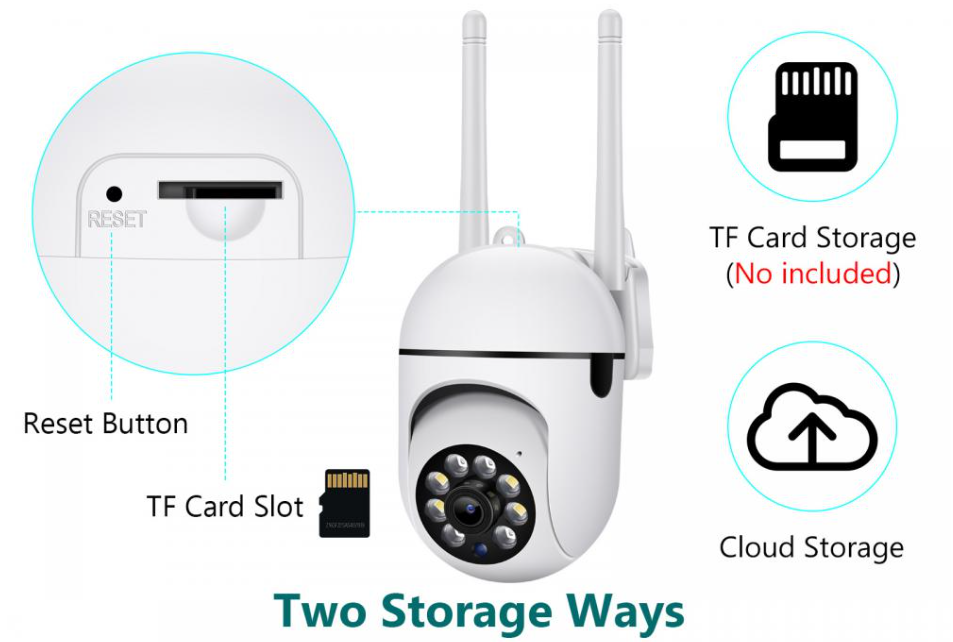 RESET
Reset Button
TF Card Slot
TF Card Storage
(No included)
Cloud Storage
Two Storage Ways